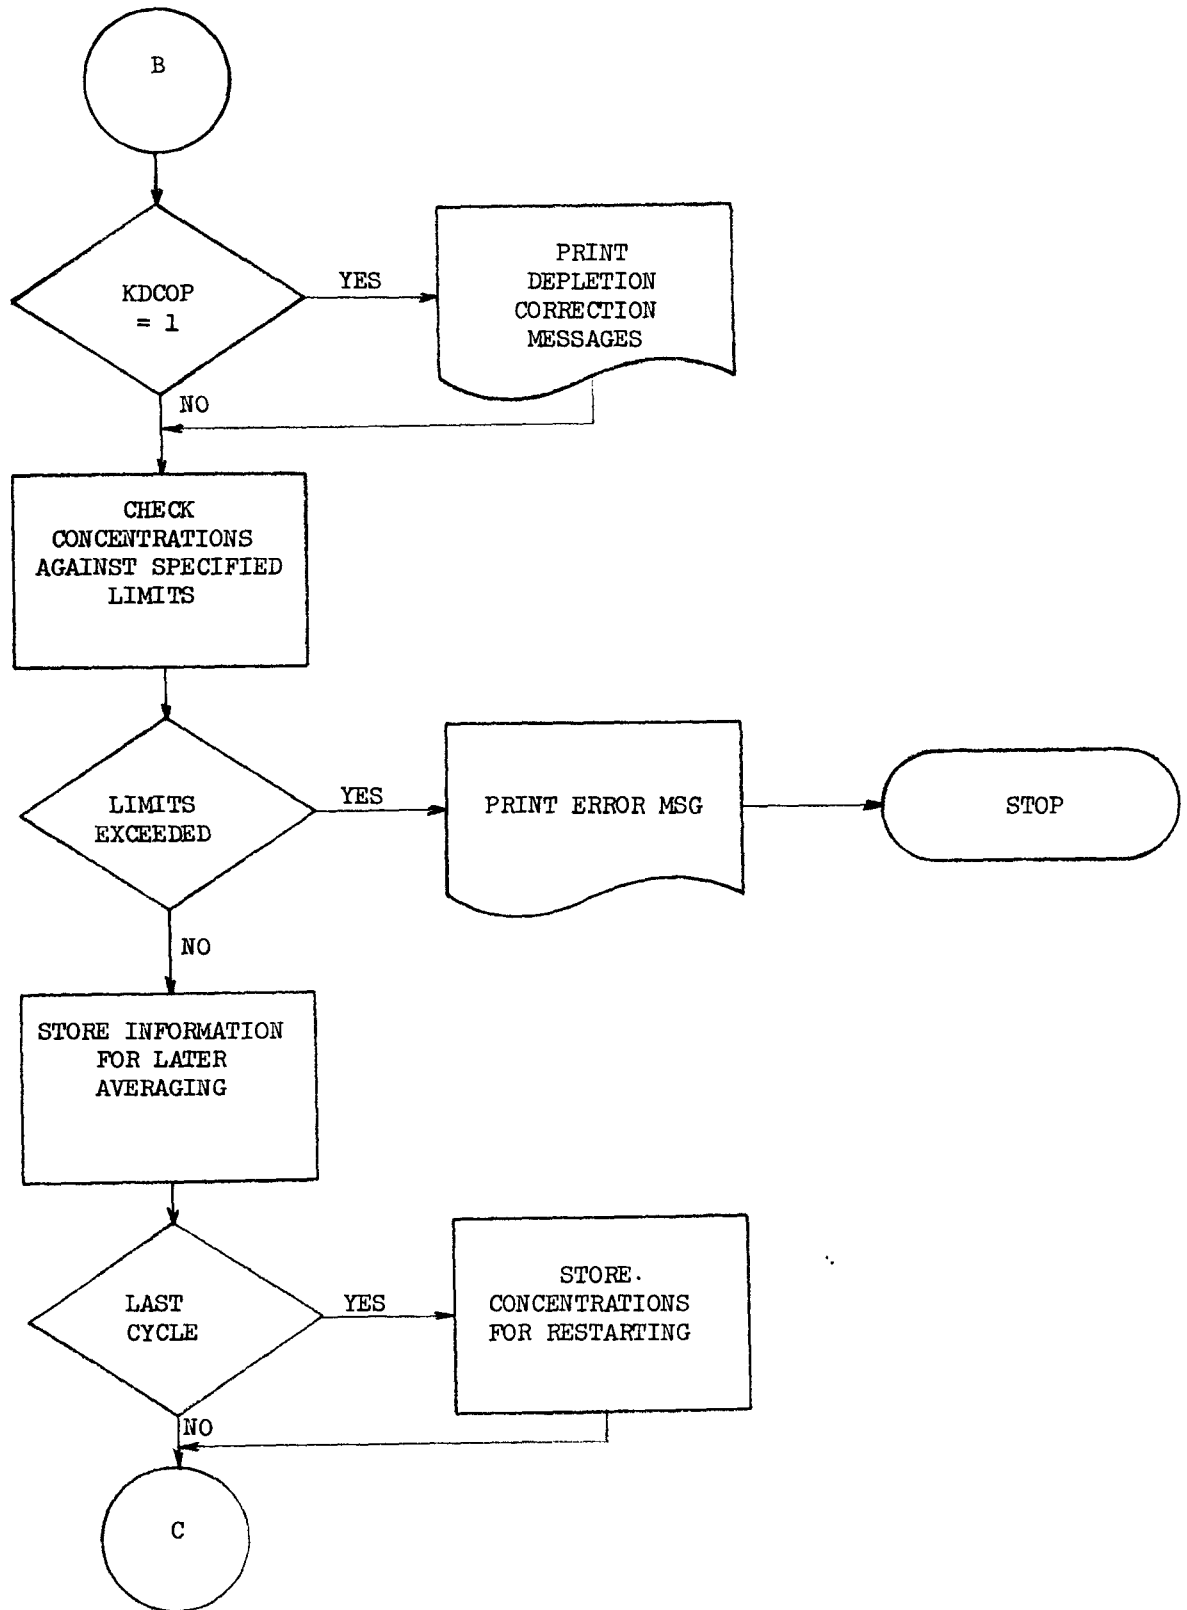 B
KDCOP
= 1
YES
PRINT
DEPLETION
CORRECTION
MESSAGES
NO
CHECK
CONCENTRATIONS
AGAINST SPECIFIED
LIMITS
LIMITS
EXCEEDED
YES
PRINT ERROR MSG
STOP
NO
STORE INFORMATION
FOR LATER
AVERAGING
LAST
CYCLE
YES
STORE.
CONCENTRATIONS
FOR RESTARTING
NO
C